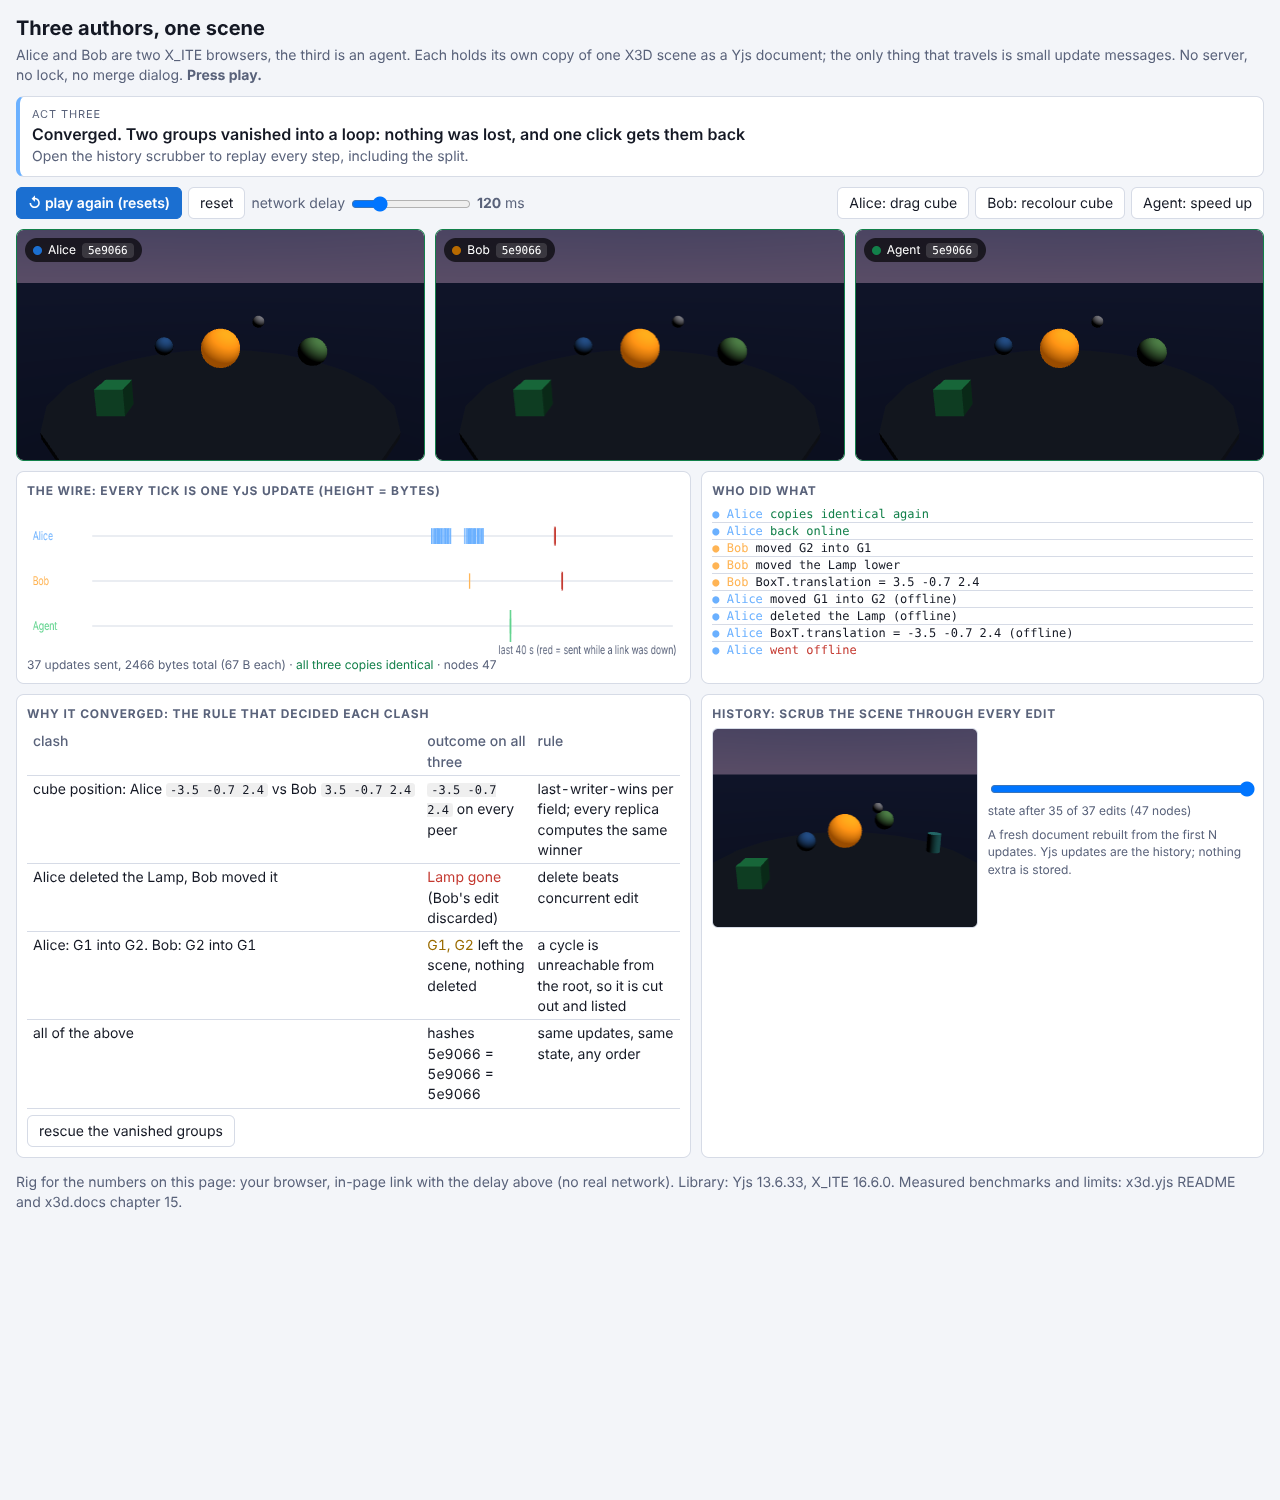 Three authors, one scene
Alice and Bob are two X_ITE browsers, the third is an agent. Each holds its own copy of one X3D scene as a Yjs document; the only thing that travels is small update messages. No server,
no lock, no merge dialog. Press play.
ACT THREE
Converged. Two groups vanished into a loop: nothing was lost, and one click gets them back
Open the history scrubber to replay every step, including the split.
↺ play again (resets)
reset
network delay
120 ms
Alice: drag cube
Bob: recolour cube
Agent: speed up
Alice 5e9066
Bob 5e9066
Agent 5e9066
THE WIRE: EVERY TICK IS ONE YJS UPDATE (HEIGHT = BYTES)
Alice
Bob
Agent
last 40 s (red = sent while a link was down)
37 updates sent, 2466 bytes total (67 B each) · all three copies identical · nodes 47
WHO DID WHAT
● Alice copies identical again
● Alice back online
● Bob moved G2 into G1
● Bob moved the Lamp lower
● Bob BoxT.translation = 3.5 -0.7 2.4
● Alice moved G1 into G2 (offline)
● Alice deleted the Lamp (offline)
● Alice BoxT.translation = -3.5 -0.7 2.4 (offline)
● Alice went offline
WHY IT CONVERGED: THE RULE THAT DECIDED EACH CLASH
clash
outcome on all
three
rule
cube position: Alice -3.5 -0.7 2.4 vs Bob 3.5 -0.7 2.4
-3.5 -0.7
2.4 on every
peer
last-writer-wins per
field; every replica
computes the same
winner
Alice deleted the Lamp, Bob moved it
Lamp gone
(Bob's edit
discarded)
delete beats
concurrent edit
Alice: G1 into G2. Bob: G2 into G1
G1, G2 left the
scene, nothing
deleted
a cycle is
unreachable from
the root, so it is cut
out and listed
all of the above
hashes
5e9066 =
5e9066 =
5e9066
same updates, same
state, any order
rescue the vanished groups
HISTORY: SCRUB THE SCENE THROUGH EVERY EDIT
state after 35 of 37 edits (47 nodes)
A fresh document rebuilt from the first N
updates. Yjs updates are the history; nothing
extra is stored.
Rig for the numbers on this page: your browser, in-page link with the delay above (no real network). Library: Yjs 13.6.33, X_ITE 16.6.0. Measured benchmarks and limits: x3d.yjs README
and x3d.docs chapter 15.